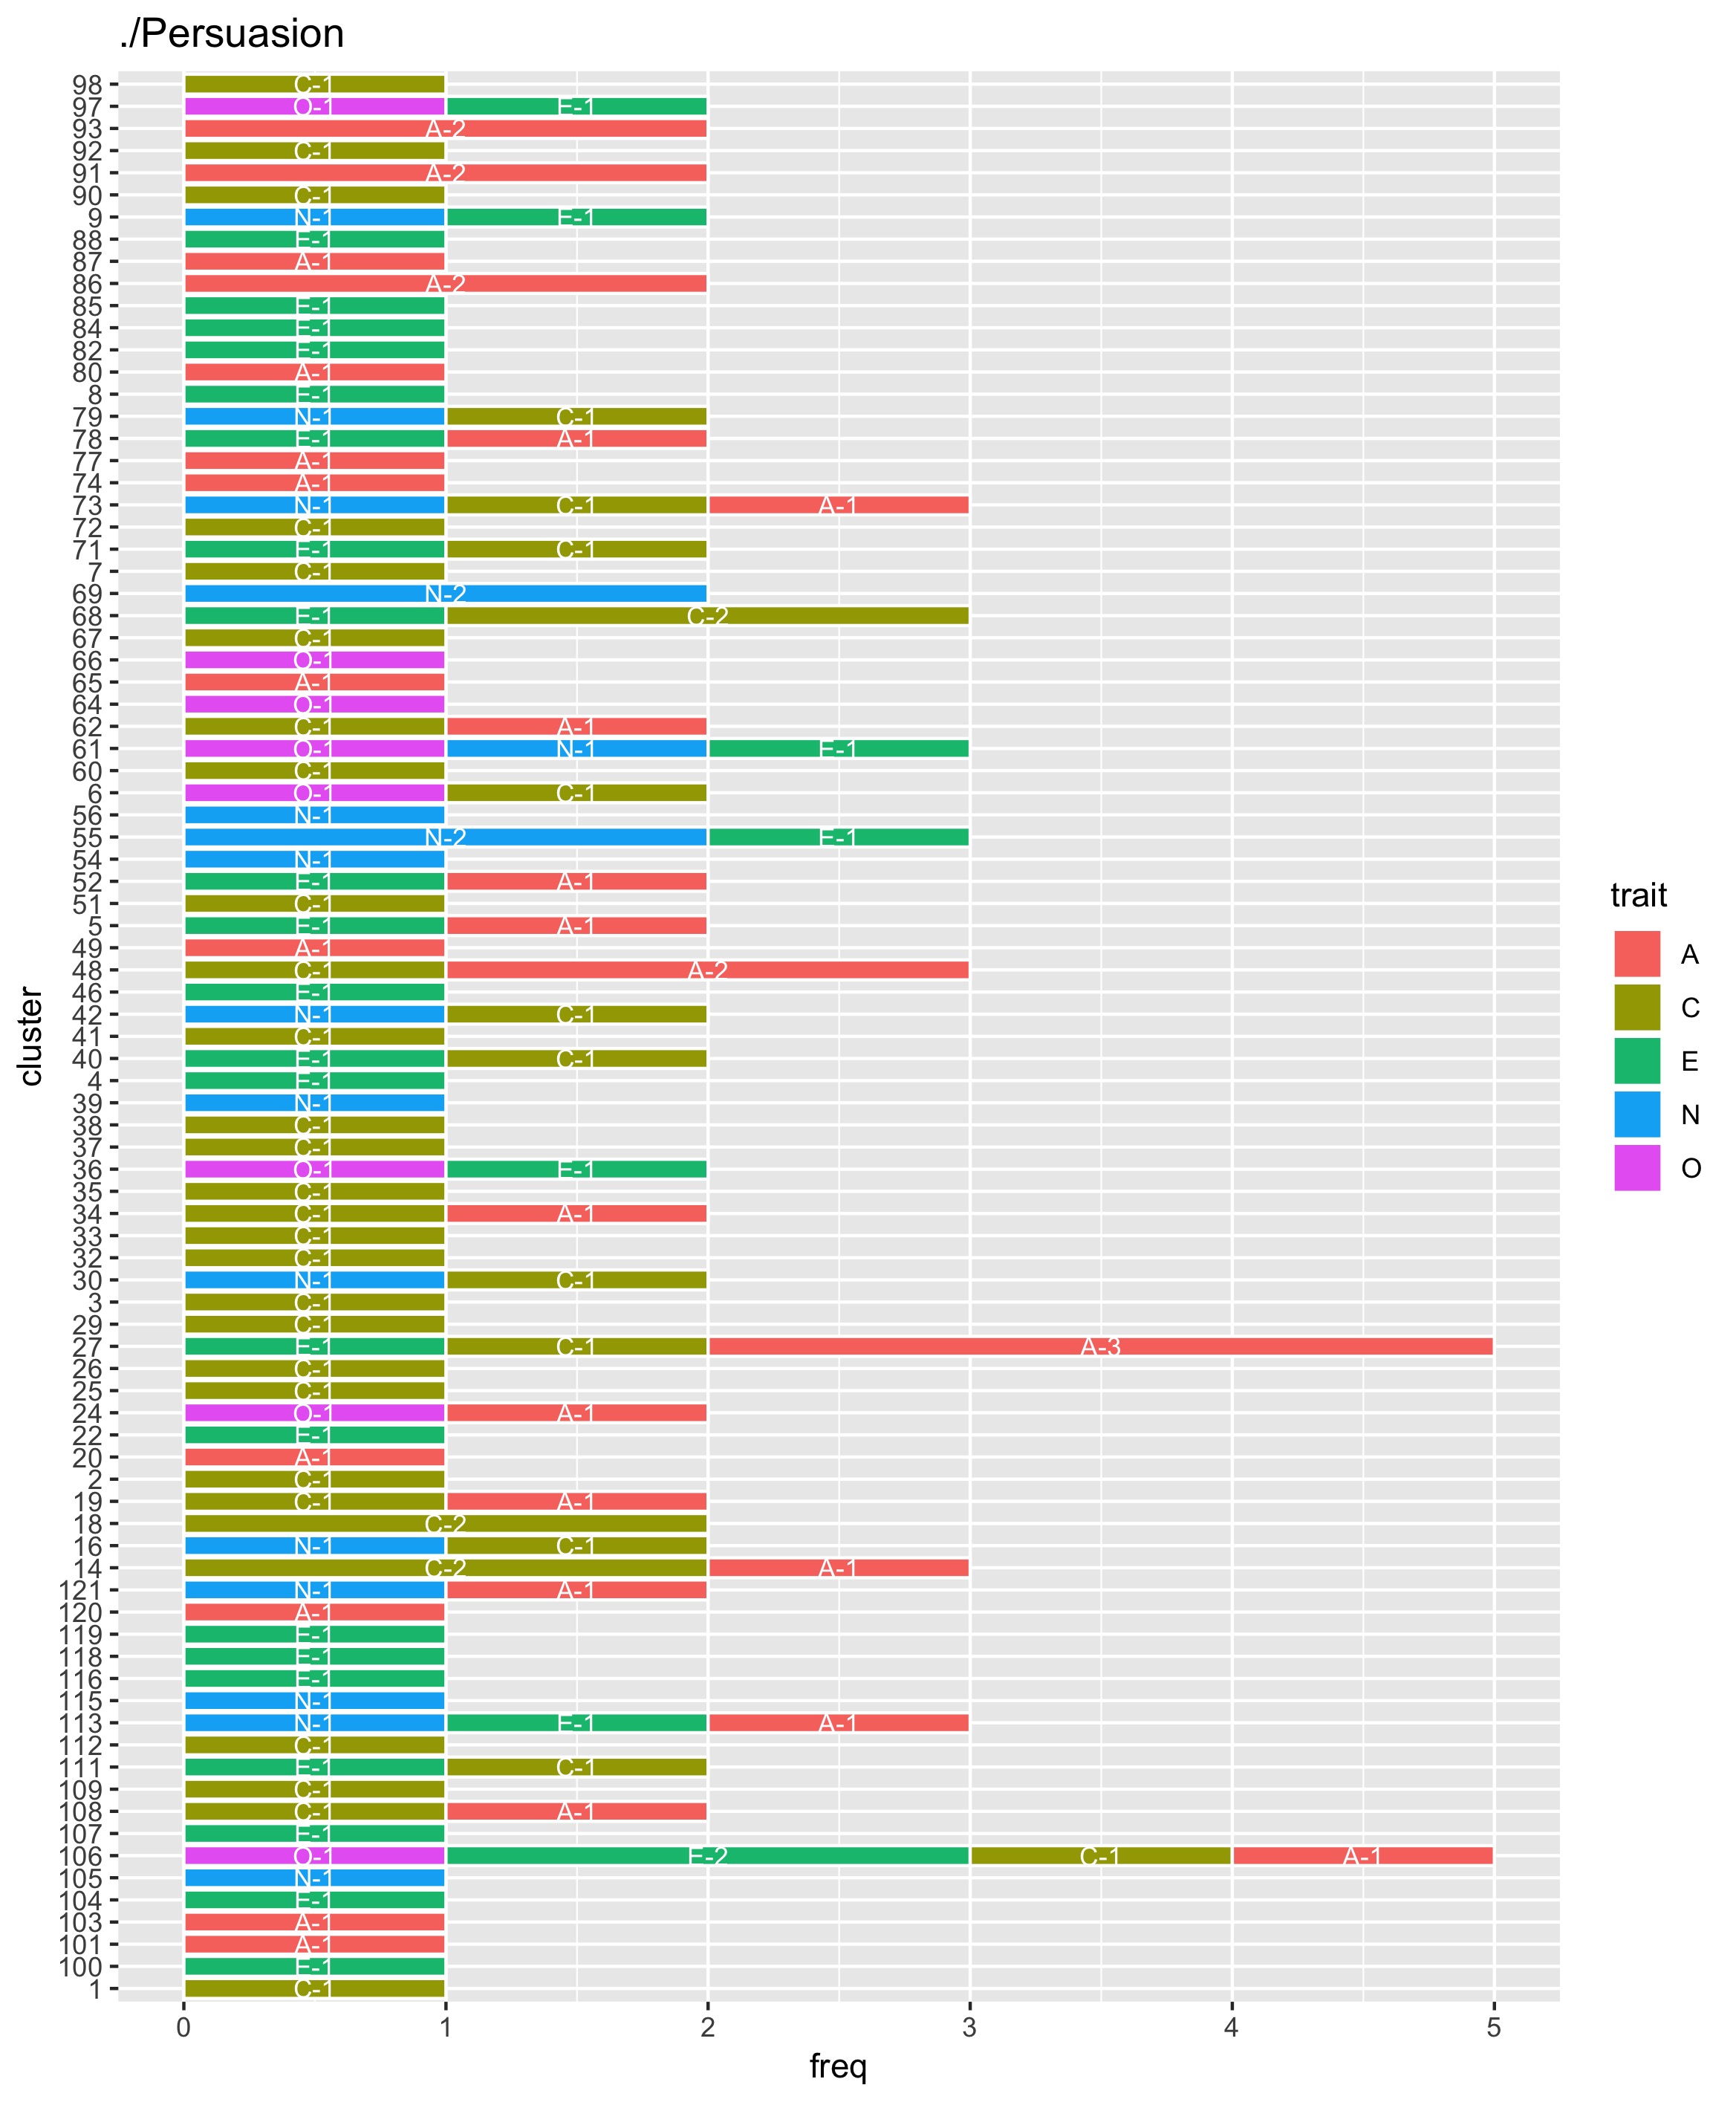 ./Persuasion
98 C-1
97 O-1 E-1
93 A-2
92 C-1
91 A-2
90 C-1
9 N-1 E-1
88 E-1
87 A-1
86 A-2
85 E-1
84 E-1
82 E-1
80 A-1
8 E-1
79 N-1 C-1
78 E-1 A-1
77 A-1
74 A-1
73 N-1 C-1 A-1
72 C-1
71 E-1 C-1
7 C-1
69 N-2
68 E-1 C-2
67 C-1
66 O-1
65 A-1
64 O-1
62 C-1 A-1
61 O-1 N-1 E-1
60 C-1
6 O-1 C-1
56 N-1
55 N-2 E-1
54 N-1
52 E-1 A-1
51 C-1
5 E-1 A-1
49 A-1
48 C-1 A-2
46 E-1
42 N-1 C-1
41 C-1
40 E-1 C-1
4 E-1
39 N-1
38 C-1
37 C-1
36 O-1 E-1
35 C-1
34 C-1 A-1
33 C-1
32 C-1
30 N-1 C-1
3 C-1
29 C-1
27 E-1 C-1 A-3
26 C-1
25 C-1
24 O-1 A-1
22 E-1
20 A-1
2 C-1
19 C-1 A-1
18 C-2
16 N-1 C-1
14 C-2 A-1
121 N-1 A-1
120 A-1
119 E-1
118 E-1
116 E-1
115 N-1
113 N-1 E-1 A-1
112 C-1
111 E-1 C-1
109 C-1
108 C-1 A-1
107 E-1
106 O-1 E-2 C-1 A-1
105 N-1
104 E-1
103 A-1
101 A-1
100 E-1
1 C-1
0 1 2 3 4 5
freq
cluster
trait
A
C
E
N
O